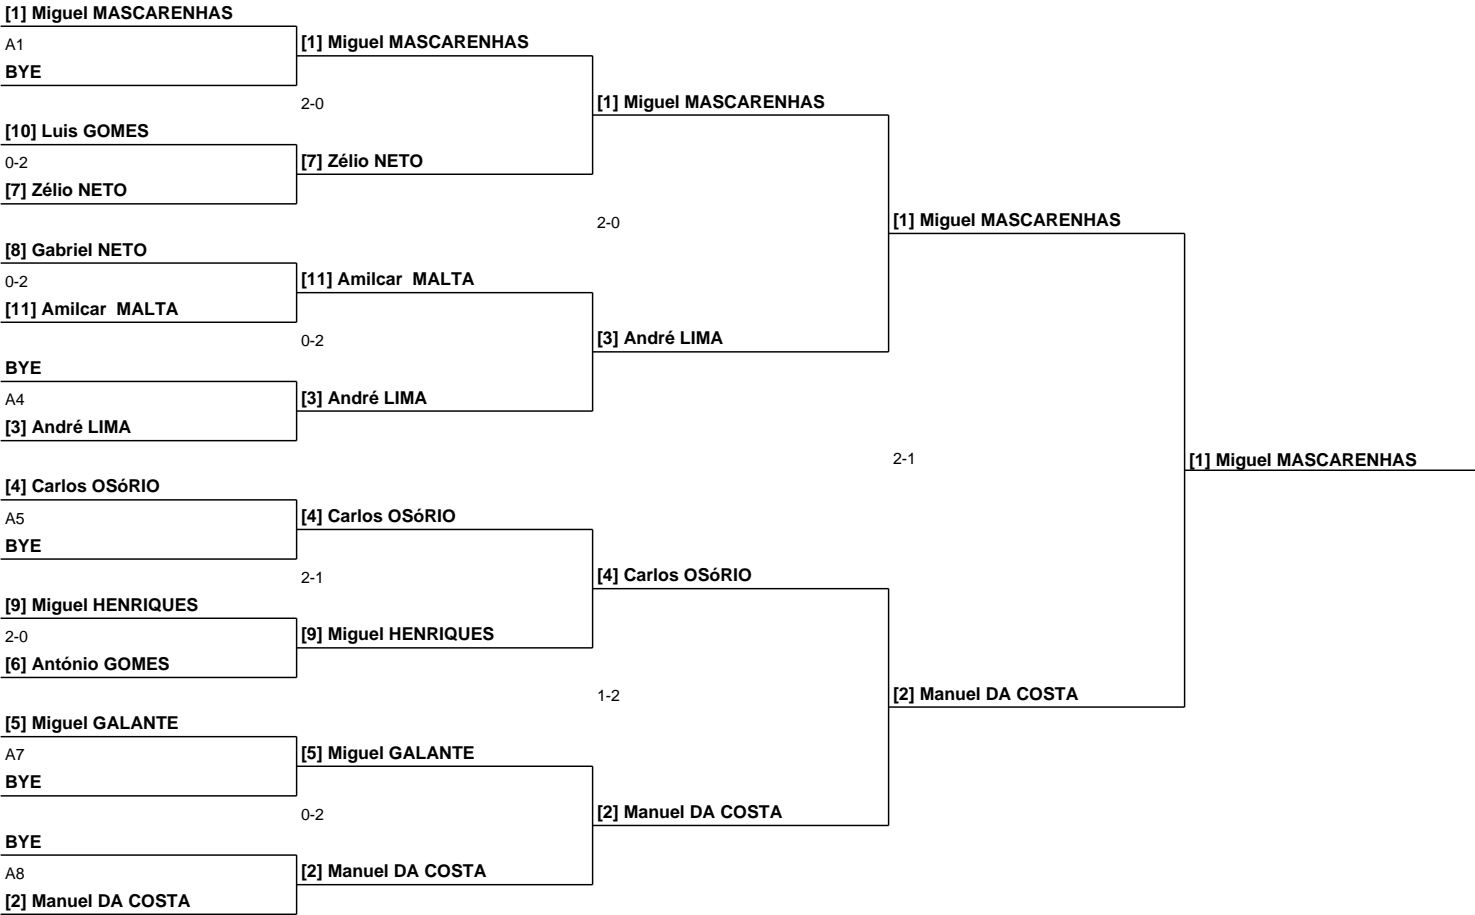 [1] Miguel MASCARENHAS
A1
BYE
[10] Luis GOMES
0-2
[7] Zélio NETO
[8] Gabriel NETO
0-2
[11] Amilcar  MALTA
BYE
A4
[3] André LIMA
[4] Carlos OSóRIO
A5
BYE
[9] Miguel HENRIQUES
2-0
[6] António GOMES
[5] Miguel GALANTE
A7
BYE
BYE
A8
[2] Manuel DA COSTA
[1] Miguel MASCARENHAS
2-0
[7] Zélio NETO
[11] Amilcar  MALTA
0-2
[3] André LIMA
[4] Carlos OSóRIO
2-1
[9] Miguel HENRIQUES
[5] Miguel GALANTE
0-2
[2] Manuel DA COSTA
[1] Miguel MASCARENHAS
2-0
[3] André LIMA
[4] Carlos OSóRIO
1-2
[2] Manuel DA COSTA
[1] Miguel MASCARENHAS
2-1
[2] Manuel DA COSTA
[1] Miguel MASCARENHAS